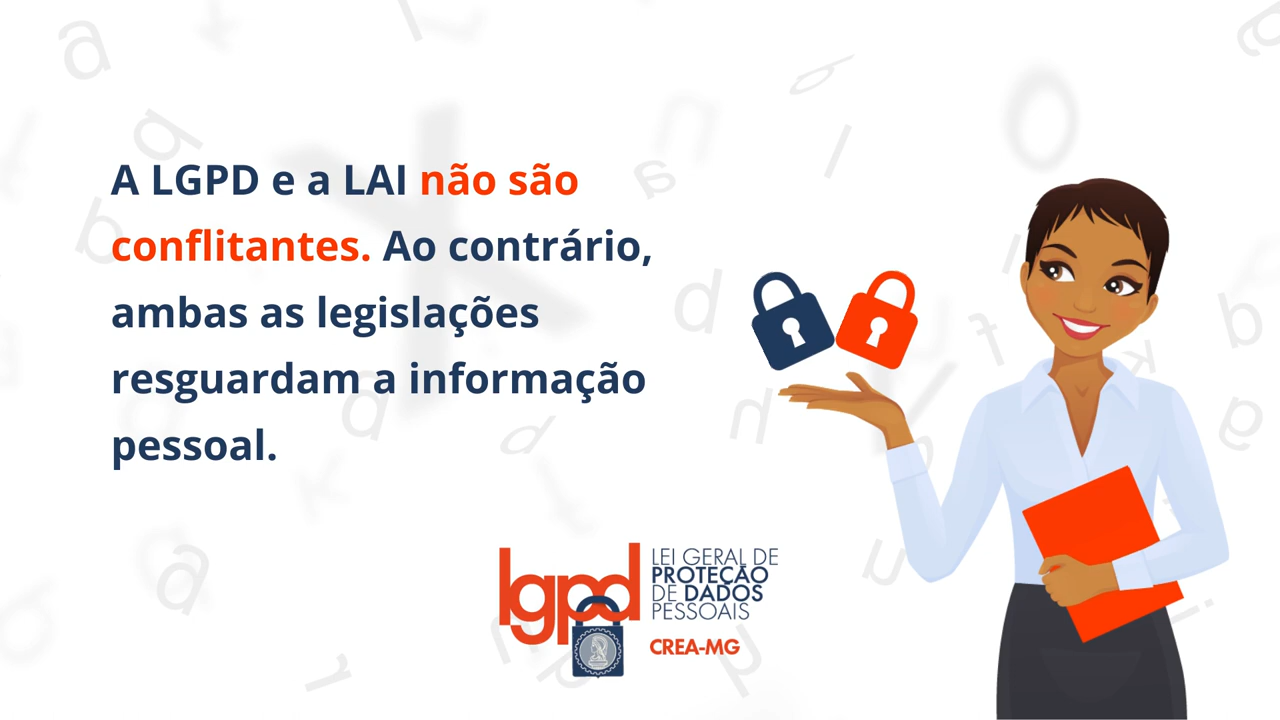 A LGPD e a LAI não são
conflitantes. Ao contrário,
ambas as legislações
resguardam a informação
pessoal.
lgpd
LEI GERAL DE
PROTEÇÃO
DE DADOS
PESSOAIS
CREA-MG